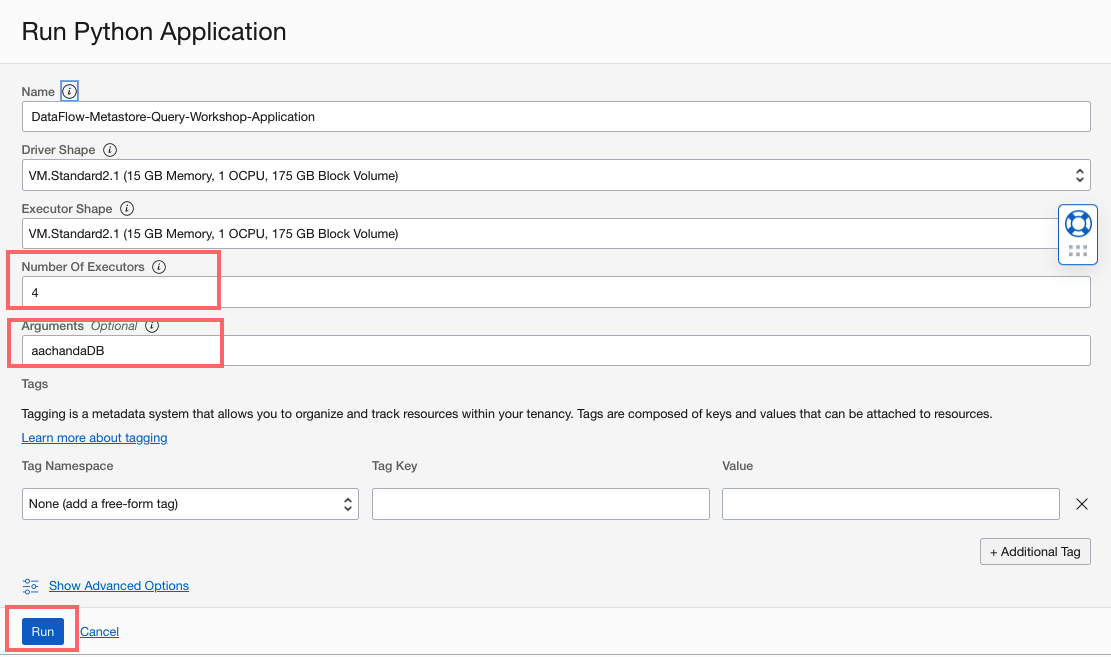 Run Python Application
Name
DataFlow-Metastore-Query-Workshop-Application
Driver Shape
VM.Standard2.1 (15 GB Memory, 1 OCPU, 175 GB Block Volume)
Executor Shape
VM.Standard2.1 (15 GB Memory, 1 OCPU, 175 GB Block Volume)
Number Of Executors
4
Arguments Optional
aachandaDB
Tags
Tagging is a metadata system that allows you to organize and track resources within your tenancy. Tags are composed of keys and values that can be attached to resources.
Learn more about tagging
Tag Namespace Tag Key Value
None (add a free-form tag)
+ Additional Tag
Show Advanced Options
Run Cancel